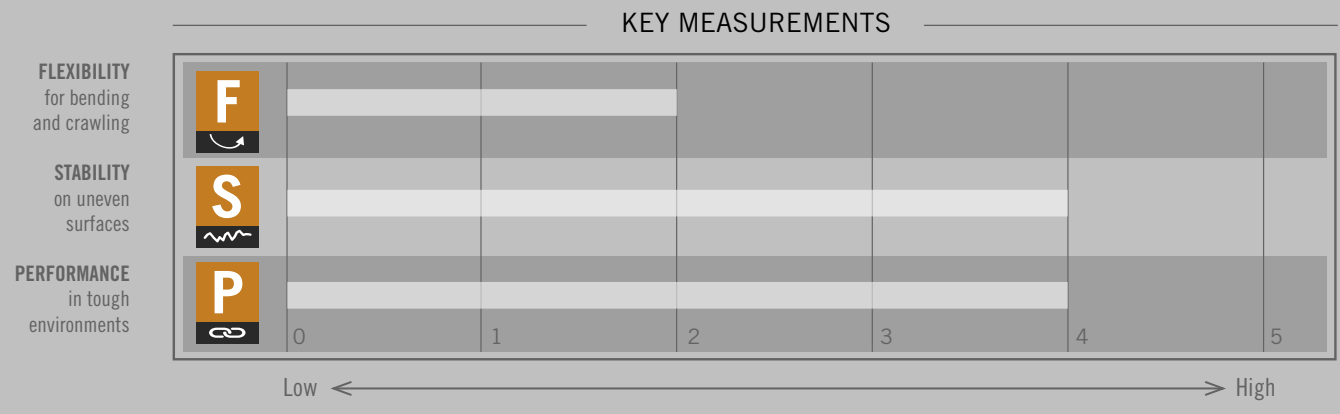 KEY MEASUREMENTS
FLEXIBILITY
for bending
and crawling
F
STABILITY
on uneven
surfaces
S
PERFORMANCE
in tough
environments
P
0 1 2 3 4 5
Low High